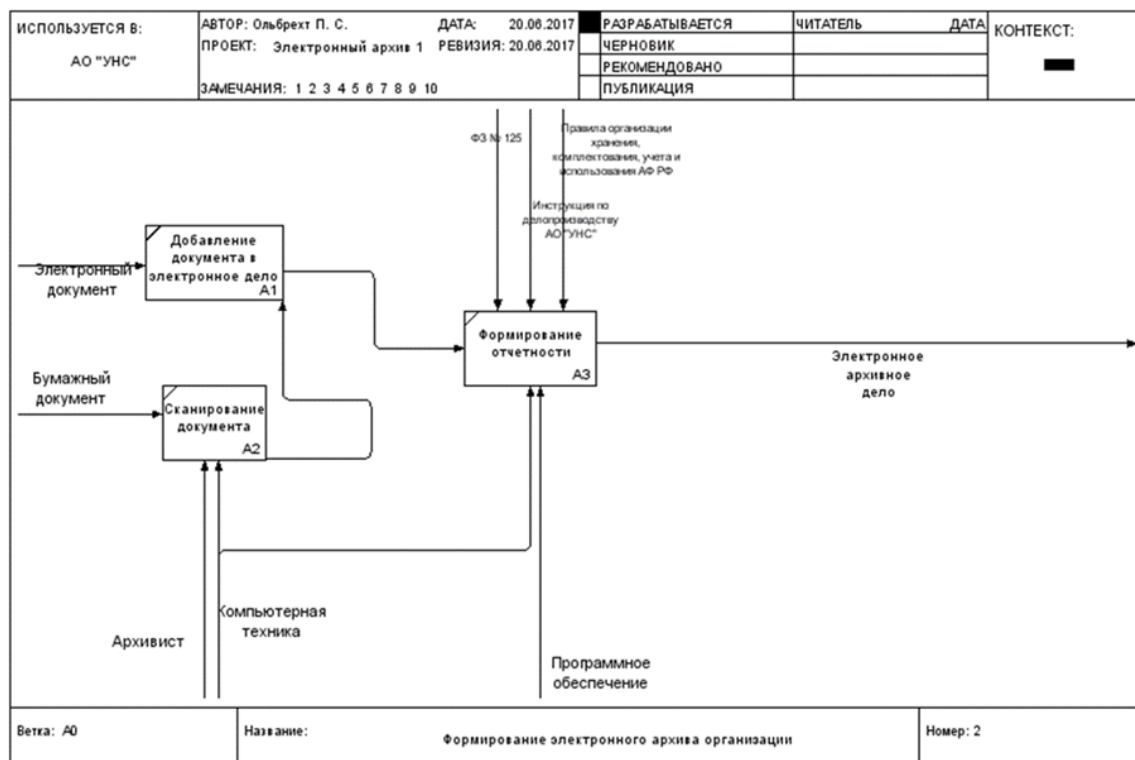 ИСПОЛЬЗУЕТСЯ В:
АО "УНС"
АВТОР: Ольбрехт П. С.
ДАТА: 20.06.2017
ПРОЕКТ: Электронный архив 1
РЕВИЗИЯ: 20.06.2017
ЗАМЕЧАНИЯ: 1 2 3 4 5 6 7 8 9 10
РАЗРАБАТЫВАЕТСЯ
ЧЕРНОВИК
РЕКОМЕНДОВАНО
ПУБЛИКАЦИЯ
ЧИТАТЕЛЬ ДАТА
КОНТЕКСТ:
ФЗ № 125
Правила организации
хранения,
комплектования, учета и
использования АФ РФ
Инструкция по
делопроизводству
АО "УНС"
Электронный
документ
Добавление
документа в
электронное дело
А1
Формирование
отчетности
А3
Электронное
архивное
дело
Бумажный
документ
Сканирование
документа
А2
Архивист
Компьютерная
техника
Программное
обеспечение
Ветка: А0
Название:
Формирование электронного архива организации
Номер: 2